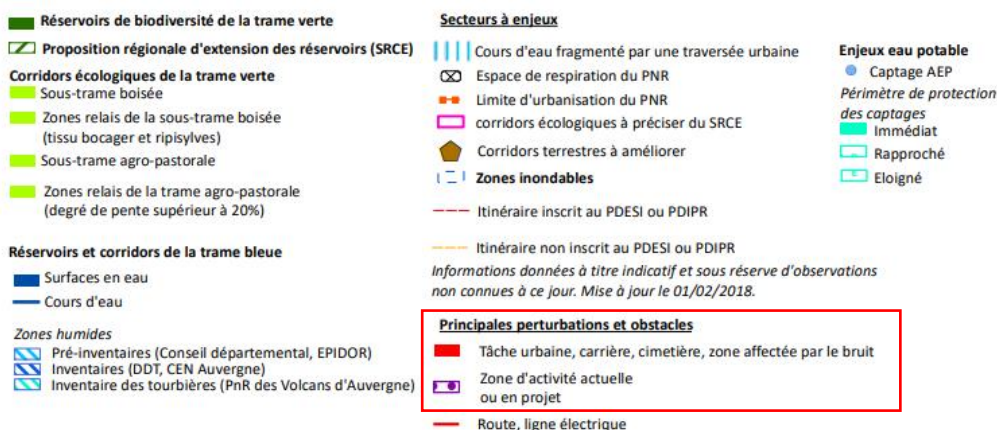 Réservoirs de biodiversité de la trame verte
Proposition régionale d'extension des réservoirs (SRCE)
Corridors écologiques de la trame verte
Sous-trame boisée
Zones relais de la sous-trame boisée
(tissu bocager et ripisylves)
Sous-trame agro-pastorale
Zones relais de la trame agro-pastorale
(degré de pente supérieur à 20%)
Réservoirs et corridors de la trame bleue
Surfaces en eau
Cours d'eau
Zones humides
Pré-inventaires (Conseil départemental, EPIDOR)
Inventaires (DDT, CEN Auvergne)
Inventaire des tourbières (PnR des Volcans d'Auvergne)
Secteurs à enjeux
Cours d'eau fragmenté par une traversée urbaine
Espace de respiration du PNR
Limite d'urbanisation du PNR
corridors écologiques à préciser du SRCE
Corridors terrestres à améliorer
Zones inondables
Itinéraire inscrit au PDESI ou PDIPR
Itinéraire non inscrit au PDESI ou PDIPR
Informations données à titre indicatif et sous réserve d'observations
non connues à ce jour. Mise à jour le 01/02/2018.
Principales perturbations et obstacles
Tâche urbaine, carrière, cimetière, zone affectée par le bruit
Zone d'activité actuelle
ou en projet
Route, ligne électrique
Enjeux eau potable
Captage AEP
Périmètre de protection
des captages
Immédiat
Rapproché
Eloigné